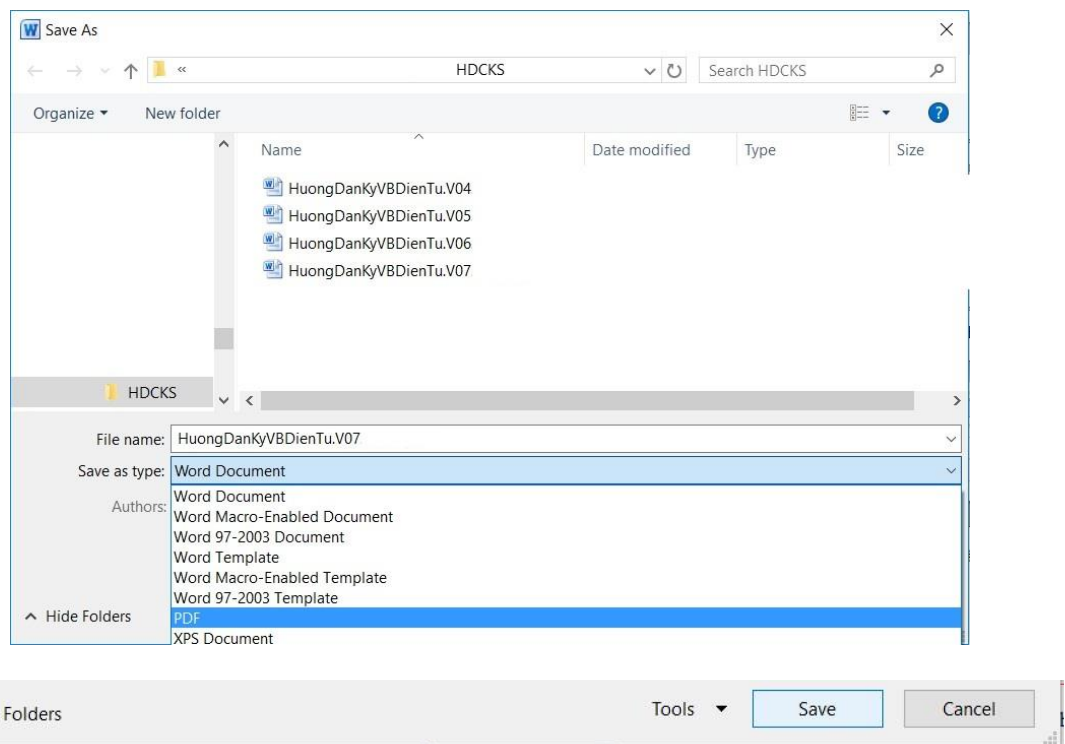 Save As
HDCKS
Search HDCKS
Organize
New folder
Name
Date modified
Type
Size
HuongDanKyVBDienTu.V04
HuongDanKyVBDienTu.V05
HuongDanKyVBDienTu.V06
HuongDanKyVBDienTu.V07
HDCKS
File name: HuongDanKyVBDienTu.V07
Save as type: Word Document
Authors:
Word Document
Word Macro-Enabled Document
Word 97-2003 Document
Word Template
Word Macro-Enabled Template
Word 97-2003 Template
Hide Folders
PDF
XPS Document
Folders
Tools
Save
Cancel